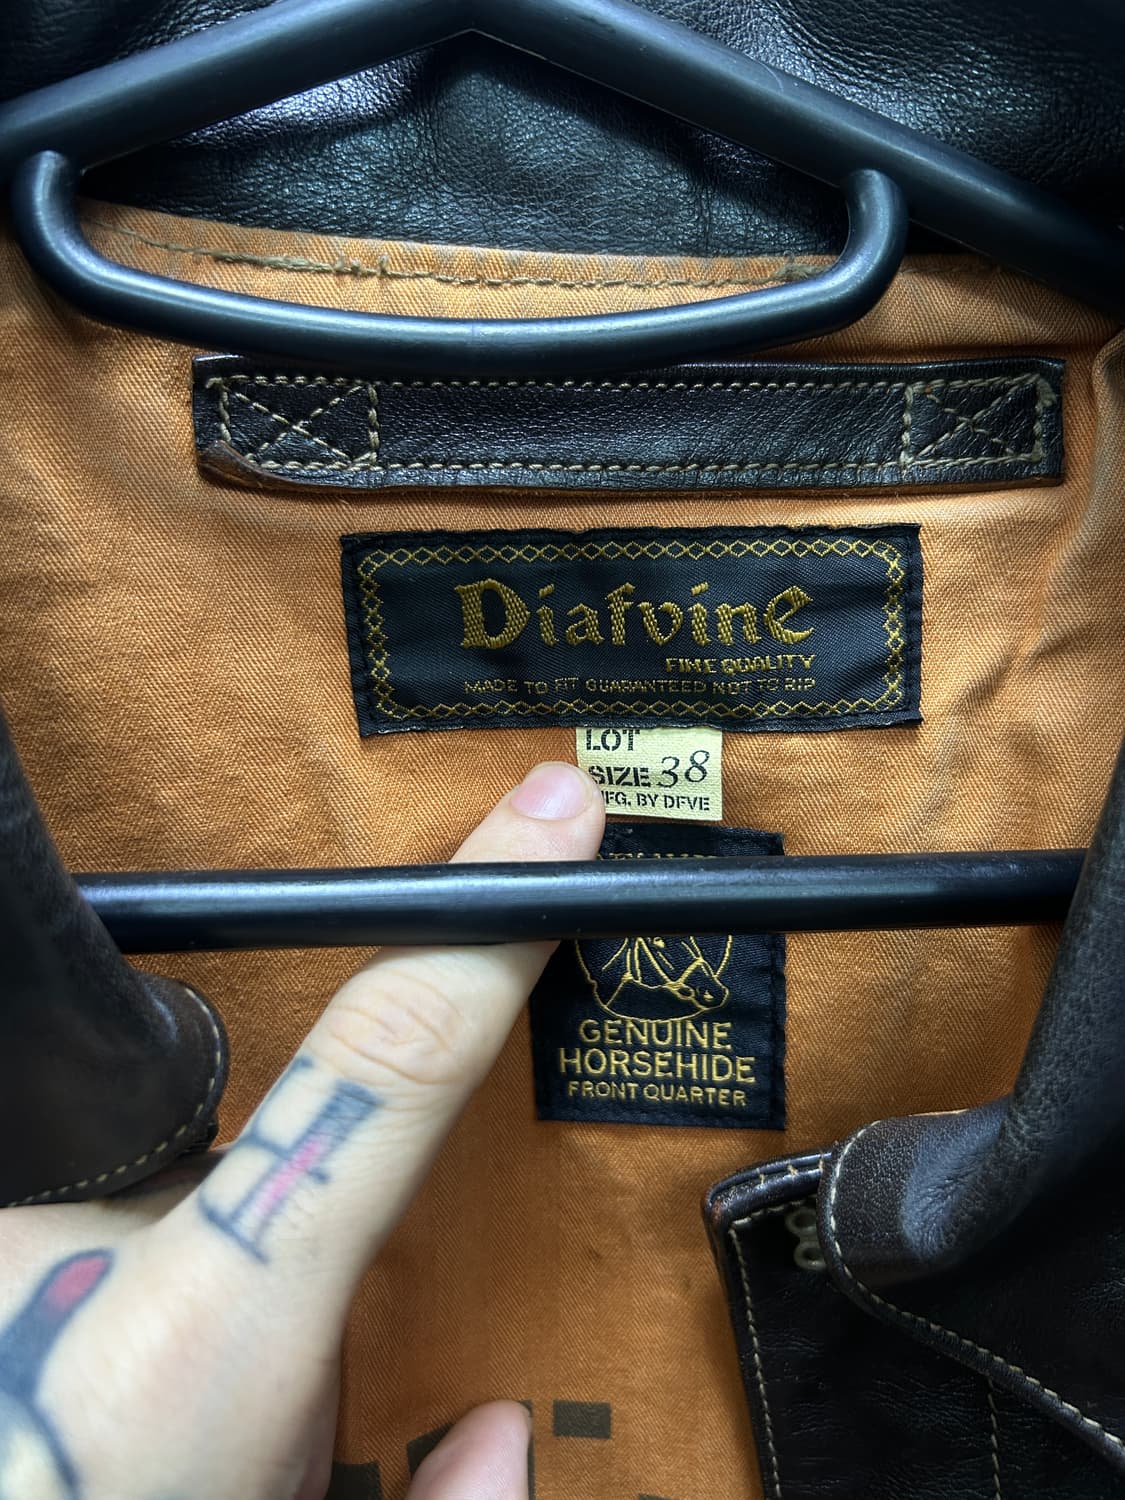 Diafvine
FINE QUALITY
MADE TO FIT GUARANTEED NOT TO RIP
LOT
SIZE 38
MFG. BY DFVE
GENUINE
HORSEHIDE
FRONT QUARTER